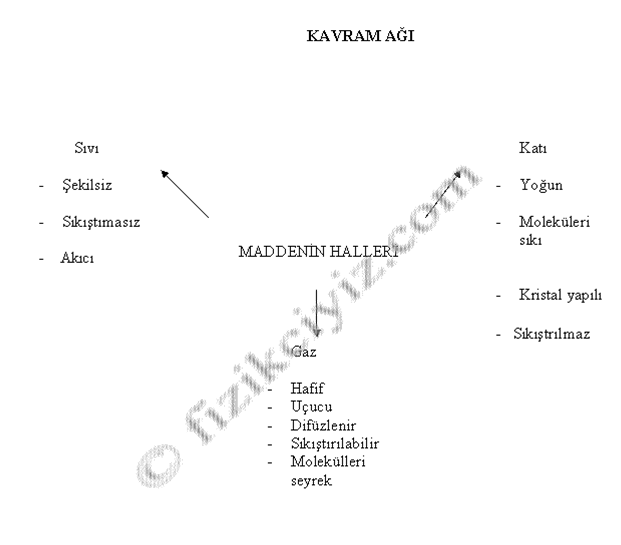 KAVRAM AĞI
Sıvı
- Şekilsiz
- Sıkıştımasız
- Akıcı
Katı
- Yoğun
- Moleküleri
sıkı
- Kristal yapılı
- Sıkıştrılmaz
MADDENİN HALLERİ
Gaz
- Hafif
- Uçucu
- Difüzlenir
- Sıkıştırılabilir
- Molekülleri
seyrek
© fizikciyiz.com